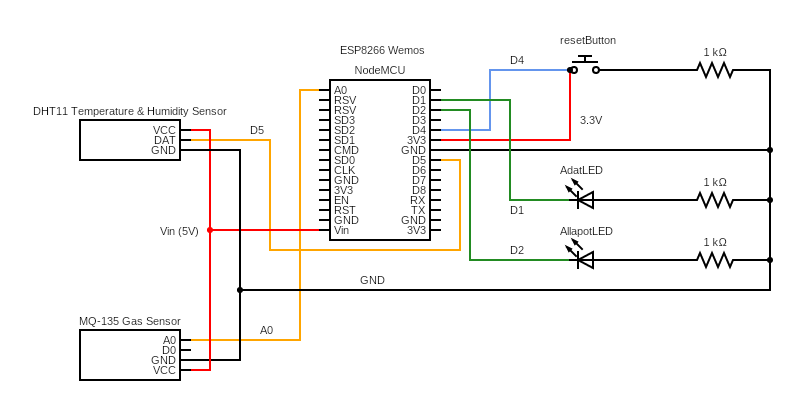 ESP8266 Wemos
NodeMCU
resetButton
1 kΩ
D4
3.3V
DHT11 Temperature & Humidity Sensor
VCC
DAT
GND
D5
A0
RSV
RSV
SD3
SD2
SD1
CMD
SD0
CLK
GND
3V3
EN
RST
GND
Vin
D0
D1
D2
D3
D4
3V3
GND
D5
D6
D7
D8
RX
TX
GND
3V3
AdatLED
1 kΩ
D1
Vin (5V)
AllapotLED
1 kΩ
D2
GND
MQ-135 Gas Sensor
A0
D0
GND
VCC
A0